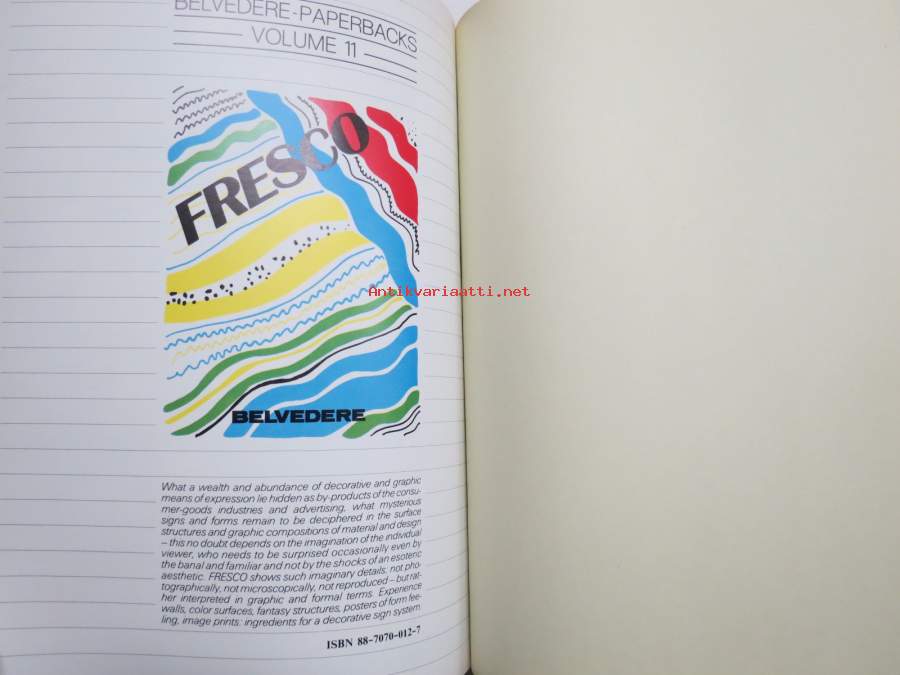 BELVEDERE-PAPERBACKS
VOLUME 11
FRESCO
Antikvariaatti.net
BELVEDERE
What a wealth and abundance of decorative and graphic
means of expression lie hidden as by-products of the consu-
mer-goods industries and advertising, what mysterious
signs and forms remain to be deciphered in the surface
structures and graphic compositions of material and design
– this no doubt depends on the imagination of the individual
viewer, who needs to be surprised occasionally even by
the banal and familiar and not by the shocks of an esoteric
aesthetic. FRESCO shows such imaginary details: not pho-
tographically, not microscopically, not reproduced – but rat-
her interpreted in graphic and formal terms. Experience
walls, color surfaces, fantasy structures, posters of form fee-
ling, image prints: ingredients for a decorative sign system.
ISBN 88-7070-012-7